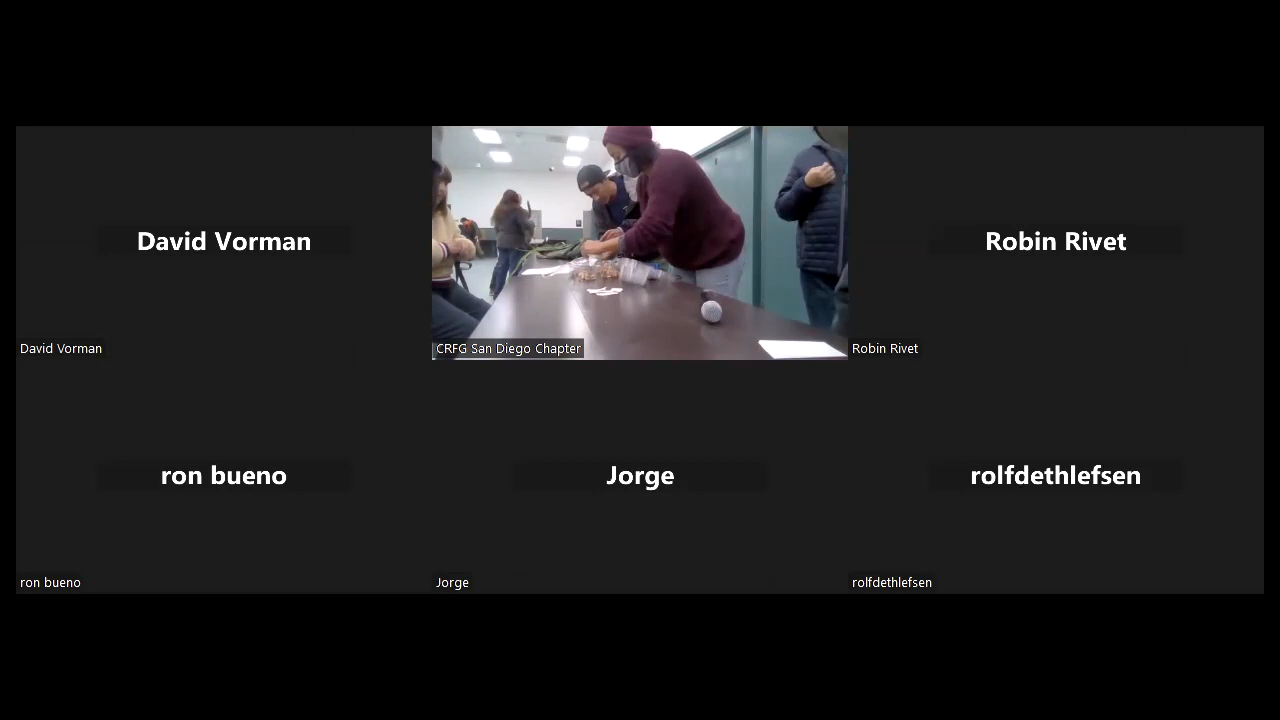 David Vorman
David Vorman
CRFG San Diego Chapter
Robin Rivet
Robin Rivet
ron bueno
ron bueno
Jorge
Jorge
rolfdethlefsen
rolfdethlefsen